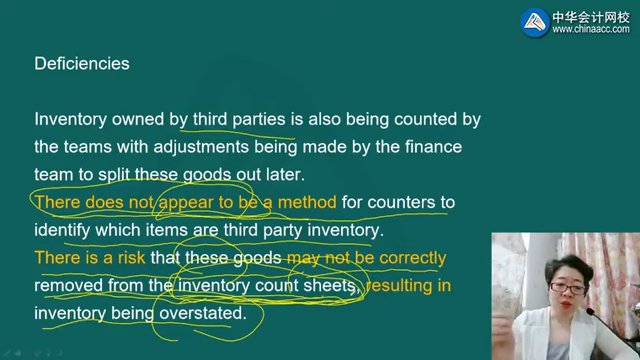 中华会计网校
www.chinaacc.com
Deficiencies
Inventory owned by third parties is also being counted by
the teams with adjustments being made by the finance
team to split these goods out later.
There does not appear to be a method for counters to
identify which items are third party inventory.
There is a risk that these goods may not be correctly
removed from the inventory count sheets, resulting in
inventory being overstated.